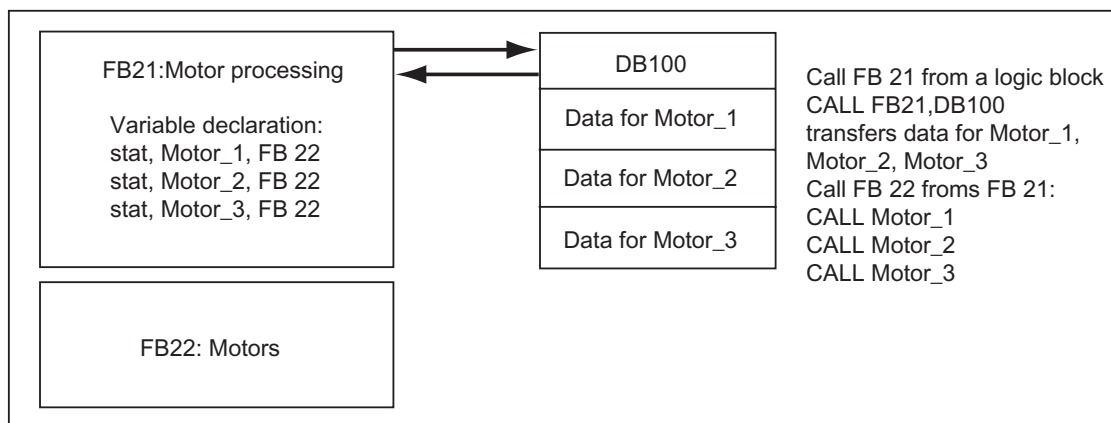 FB21:Motor processing
Variable declaration:
stat, Motor_1, FB 22
stat, Motor_2, FB 22
stat, Motor_3, FB 22
FB22: Motors
DB100
Data for Motor_1
Data for Motor_2
Data for Motor_3
Call FB 21 from a logic block
CALL FB21,DB100
transfers data for Motor_1,
Motor_2, Motor_3
Call FB 22 froms FB 21:
CALL Motor_1
CALL Motor_2
CALL Motor_3